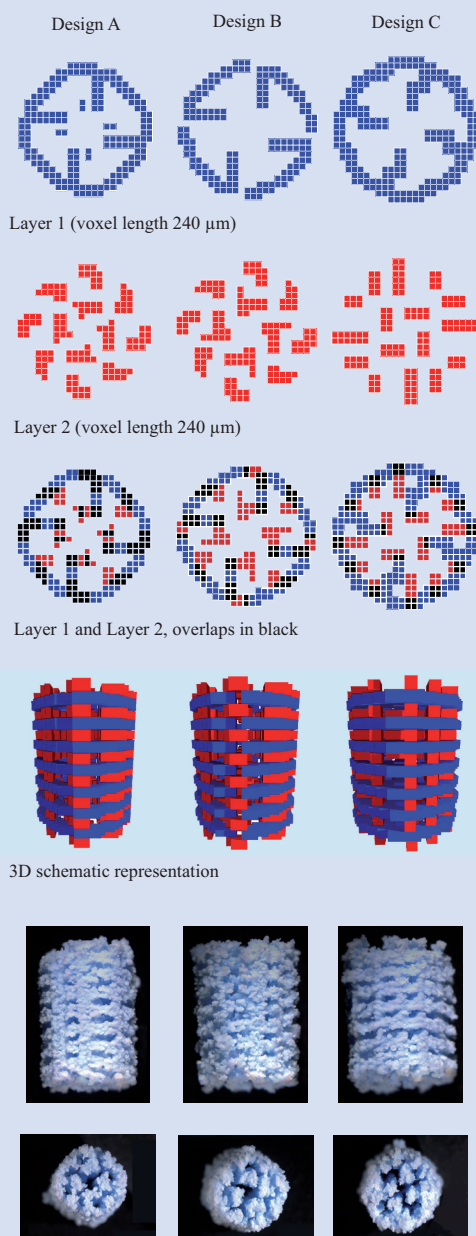 Design A
Design B
Design C
Layer 1 (voxel length 240 µm)
Layer 2 (voxel length 240 µm)
Layer 1 and Layer 2, overlaps in black
3D schematic representation